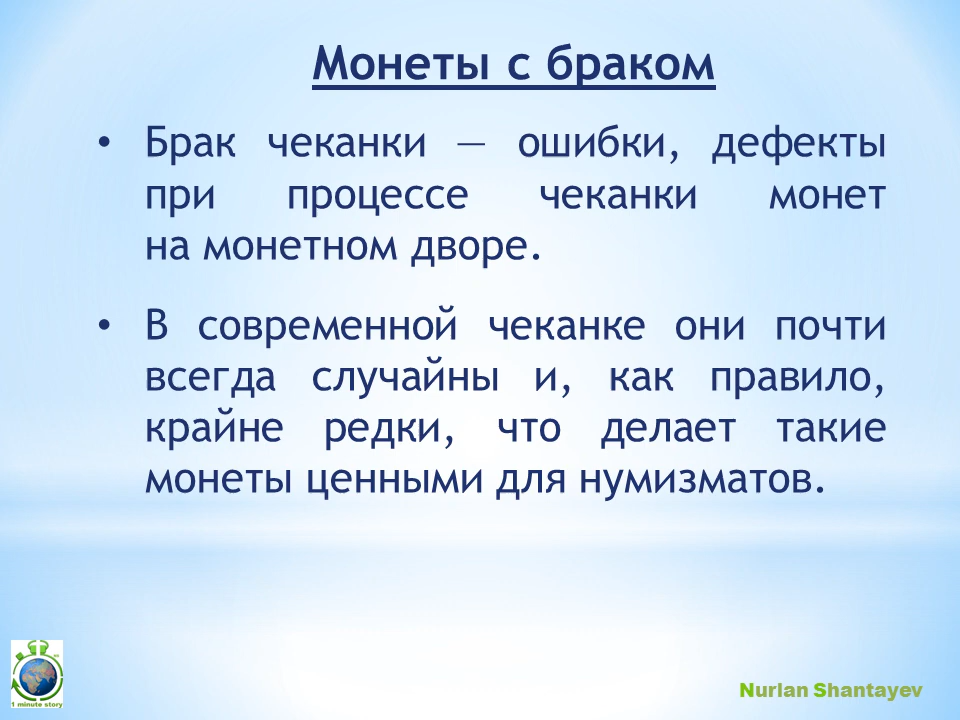 Монеты с браком
• Брак чеканки — ошибки, дефекты
при процессе чеканки монет
на монетном дворе.
• В современной чеканке они почти
всегда случайны и, как правило,
крайне редки, что делает такие
монеты ценными для нумизматов.
1 minute story
Nurlan Shantayev